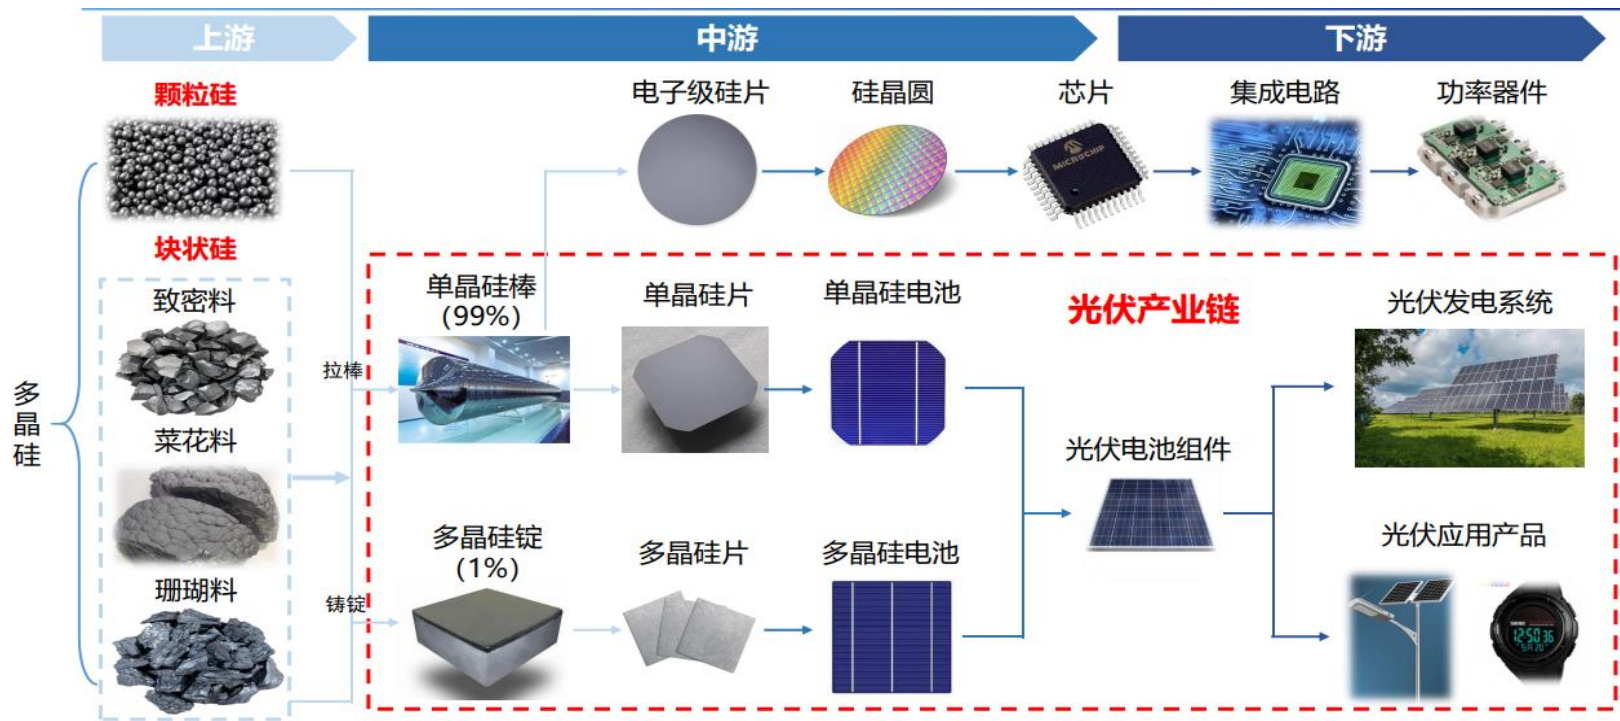 上游
中游
下游
颗粒硅
电子级硅片
硅晶圆
芯片
集成电路
功率器件
MICROCHIP
块状硅
致密料
菜花料
珊瑚料
多晶硅
拉棒
铸锭
光伏产业链
单晶硅棒
(99%)
单晶硅片
单晶硅电池
光伏发电系统
光伏电池组件
多晶硅锭
(1%)
多晶硅片
多晶硅电池
光伏应用产品
12:50 36